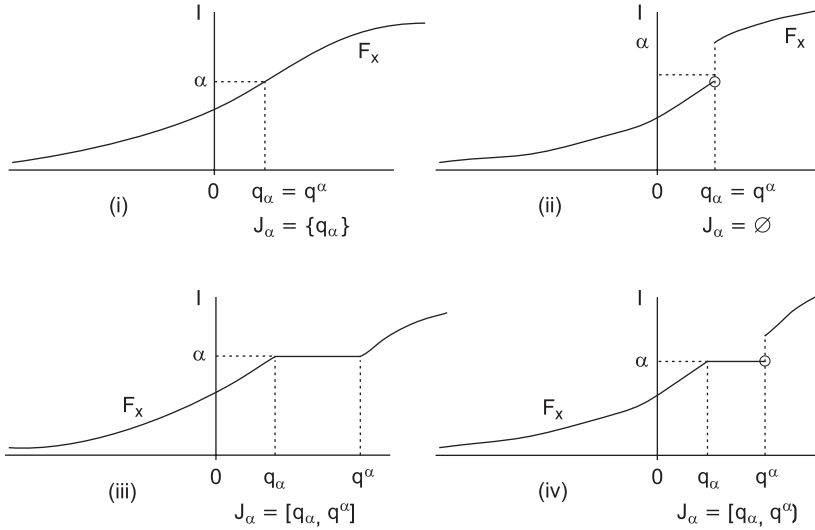 I
F_x
α
0
q_α = q^α
(i)
J_α = {q_α}
I
α
F_x
0
q_α = q^α
(ii)
J_α = ∅
I
α
F_x
0
q_α
q^α
(iii)
J_α = [q_α, q^α]
I
α
F_x
0
q_α
q^α
(iv)
J_α = [q_α, q^α)